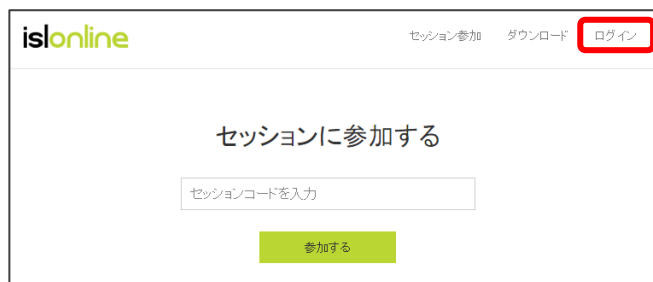 islonline
セッション参加 ダウンロード ログイン
セッションに参加する
セッションコードを入力
参加する